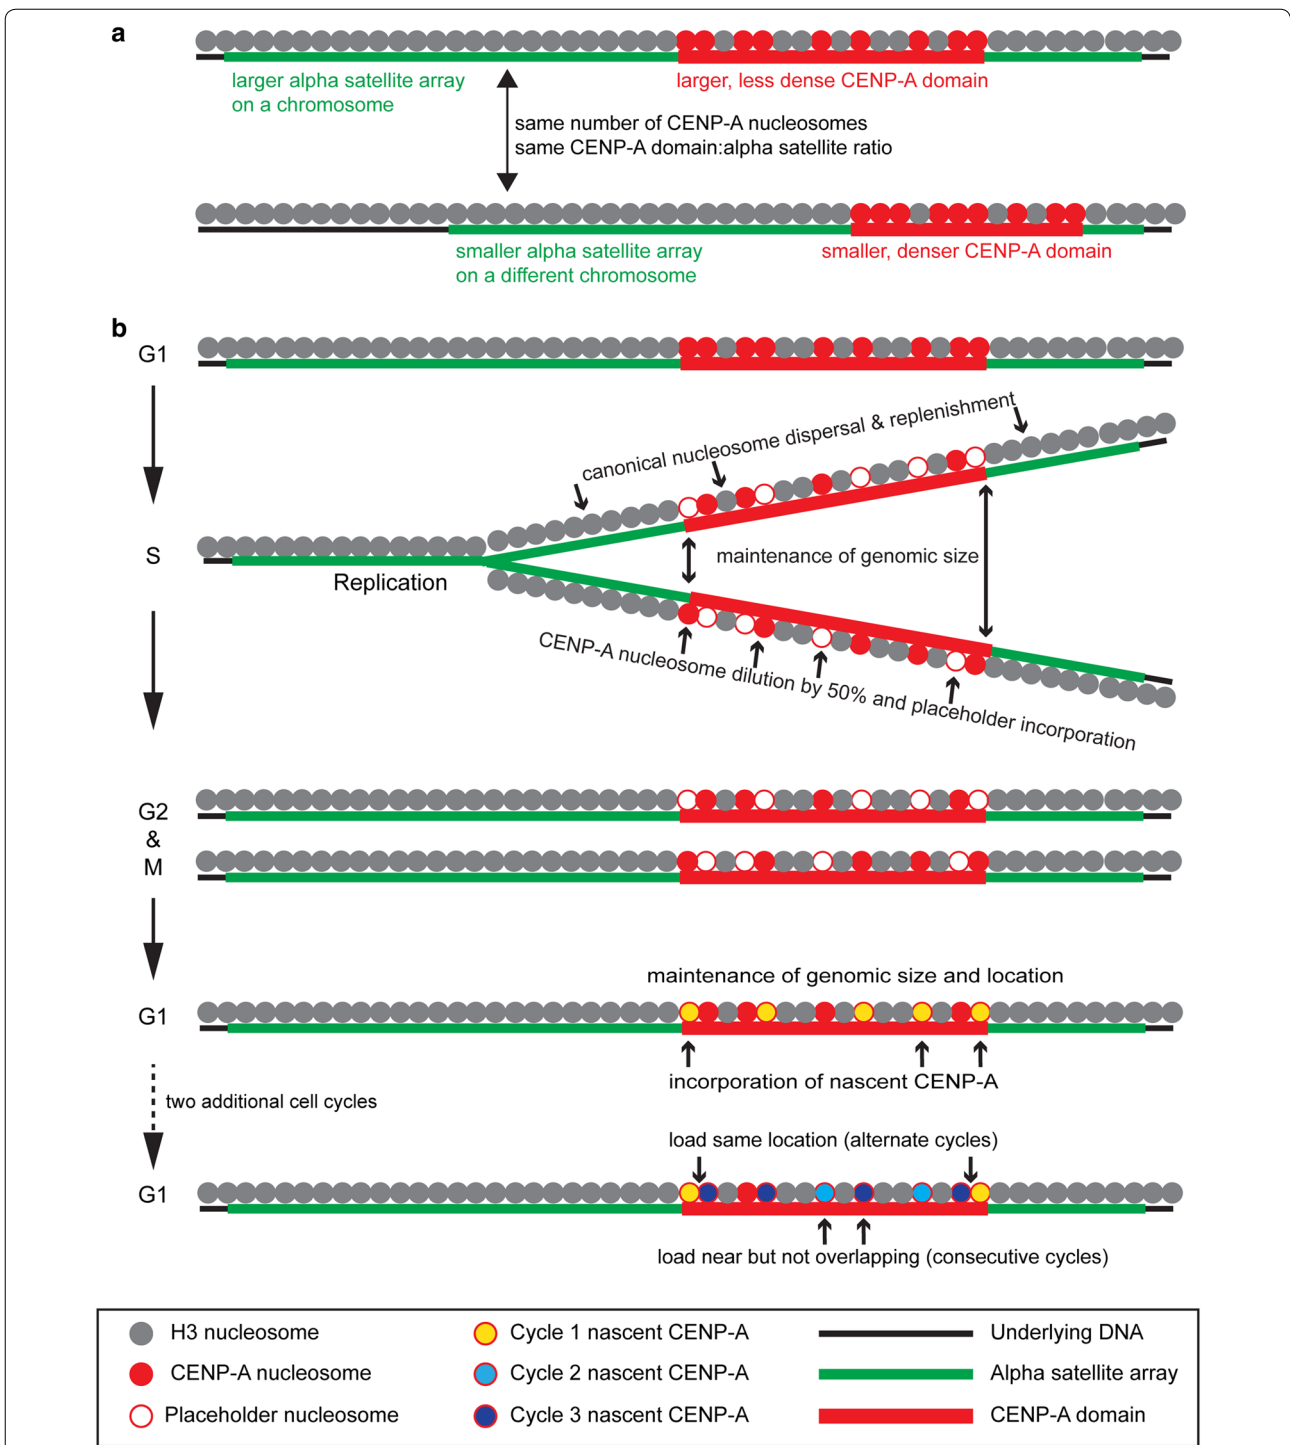 a
larger alpha satellite array
on a chromosome
larger, less dense CENP-A domain
same number of CENP-A nucleosomes
same CENP-A domain:alpha satellite ratio
smaller alpha satellite array
on a different chromosome
smaller, denser CENP-A domain
b
G1
canonical nucleosome dispersal & replenishment
S
maintenance of genomic size
Replication
CENP-A nucleosome dilution by 50% and placeholder incorporation
G2
&
M
maintenance of genomic size and location
G1
incorporation of nascent CENP-A
two additional cell cycles
load same location (alternate cycles)
G1
load near but not overlapping (consecutive cycles)
H3 nucleosome
CENP-A nucleosome
Placeholder nucleosome
Cycle 1 nascent CENP-A
Cycle 2 nascent CENP-A
Cycle 3 nascent CENP-A
Underlying DNA
Alpha satellite array
CENP-A domain